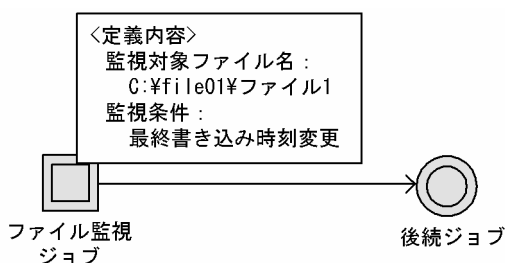 <定義内容>
監視対象ファイル名：
C:¥file01¥ファイル1
監視条件：
最終書き込み時刻変更
ファイル監視
ジョブ
後続ジョブ